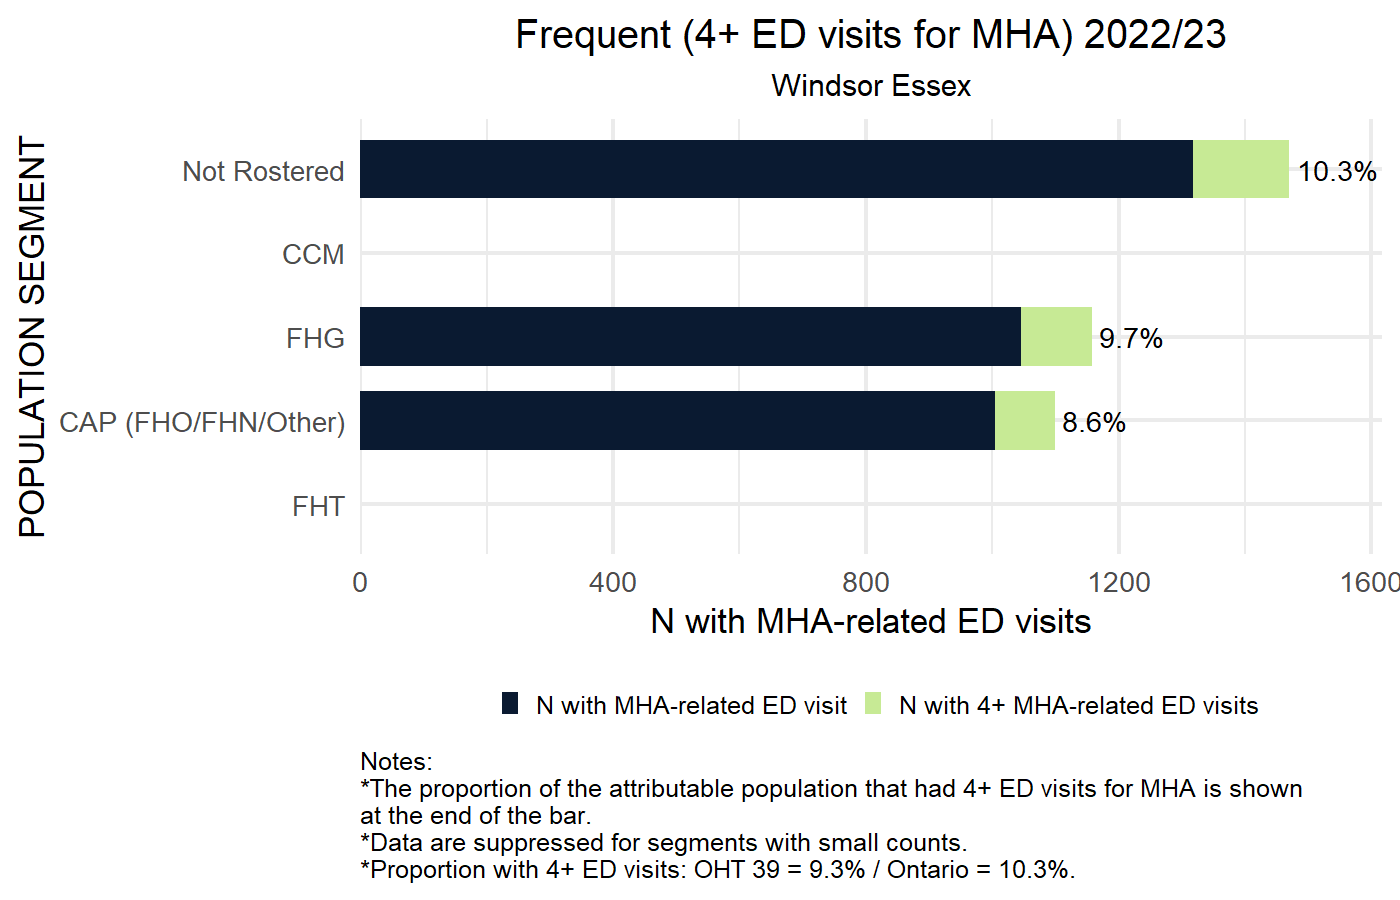 Frequent (4+ ED visits for MHA) 2022/23
Windsor Essex
POPULATION SEGMENT
Not Rostered
10.3%
CCM
FHG
9.7%
CAP (FHO/FHN/Other)
8.6%
FHT
0 400 800 1200 1600
N with MHA-related ED visits
N with MHA-related ED visit N with 4+ MHA-related ED visits
Notes:
*The proportion of the attributable population that had 4+ ED visits for MHA is shown
at the end of the bar.
*Data are suppressed for segments with small counts.
*Proportion with 4+ ED visits: OHT 39 = 9.3% / Ontario = 10.3%.